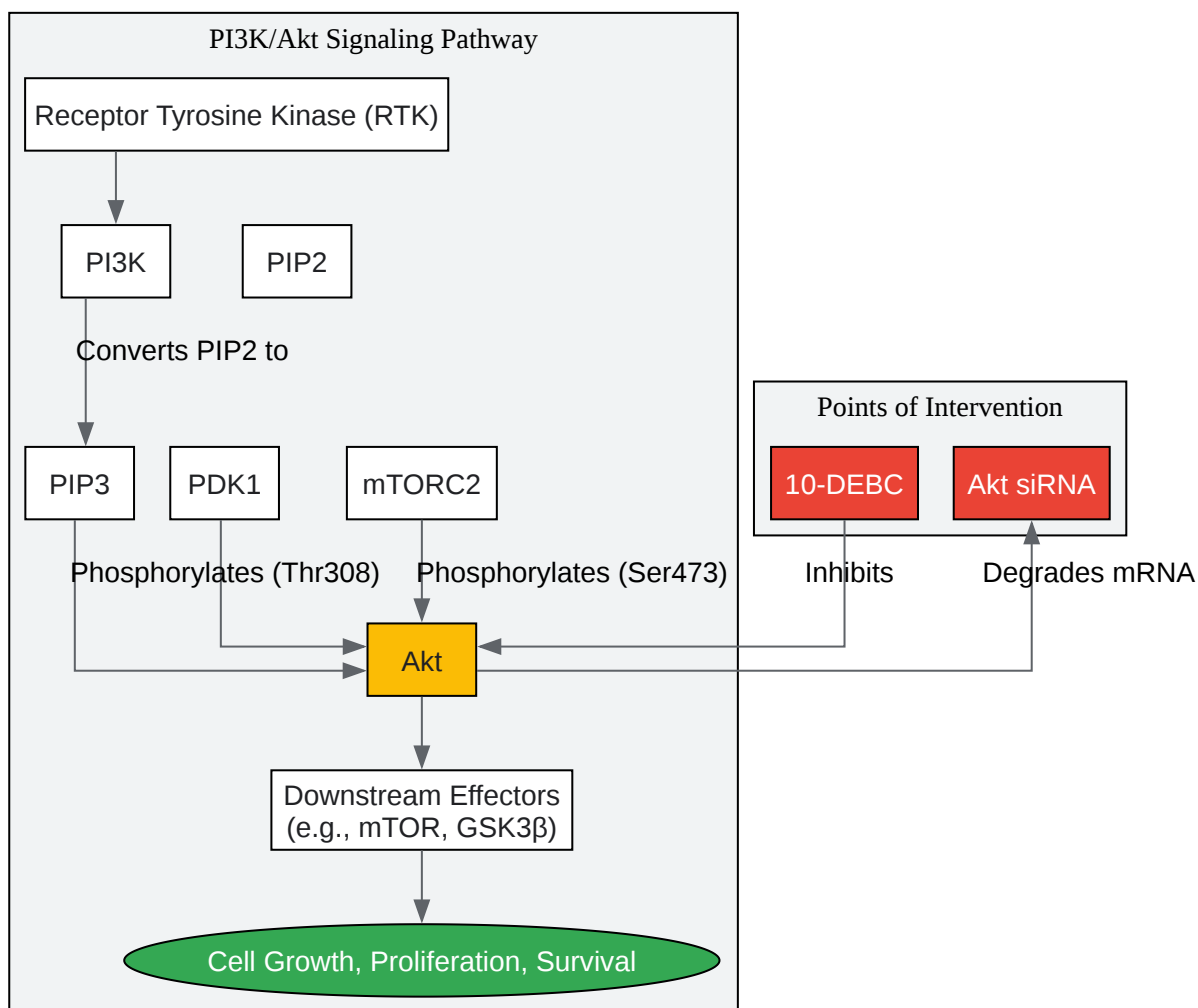 PI3K/Akt Signaling Pathway
Receptor Tyrosine Kinase (RTK)
PI3K
PIP2
Converts PIP2 to
Points of Intervention
PIP3
PDK1
mTORC2
10-DEBC
Akt siRNA
Phosphorylates (Thr308)
Phosphorylates (Ser473)
Inhibits
Degrades mRNA
Akt
Downstream Effectors
(e.g., mTOR, GSK3β)
Cell Growth, Proliferation, Survival